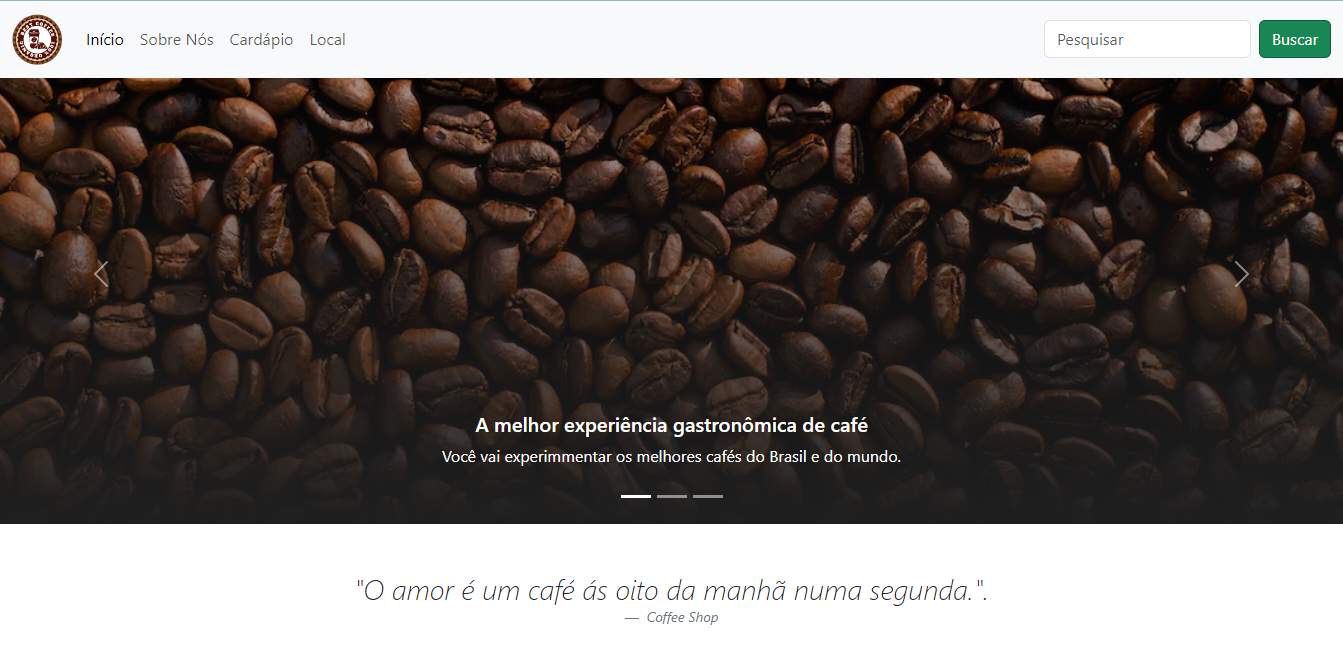 Início Sobre Nós Cardápio Local Pesquisar Buscar
A melhor experiência gastronômica de café
Você vai experimmentar os melhores cafés do Brasil e do mundo.
"O amor é um café ás oito da manhã numa segunda.".
— Coffee Shop